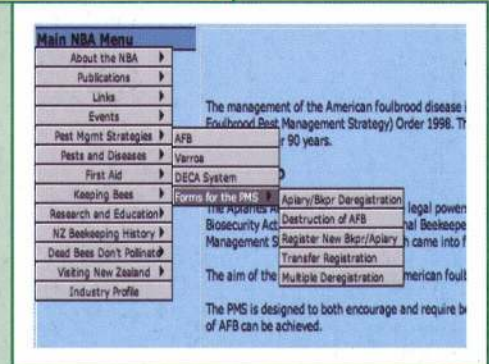 Main NBA Menu
About the NBA
Publications
Links
Events
Pest Mgmt Strategies
Pests and Diseases
First Aid
Keeping Bees
Research and Education
NZ Beekeeping History
Dead Bees Don't Pollinate
Visiting New Zealand
Industry Profile
AFB
Varroa
DECA System
Forms for the PMS
Apiary/Bkpr Deregistration
Destruction of AFB
Register New Bkpr/Apiary
Transfer Registration
Multiple Deregistration
The management of the American foulbrood disease
Foulbrood Pest Management Strategy) Order 1998.
r 90 years.
The Apiaries legal power
Biosecurity Act
Management came into f
The aim of the merican foulb
The PMS is designed to both encourage and require b
of AFB can be achieved.